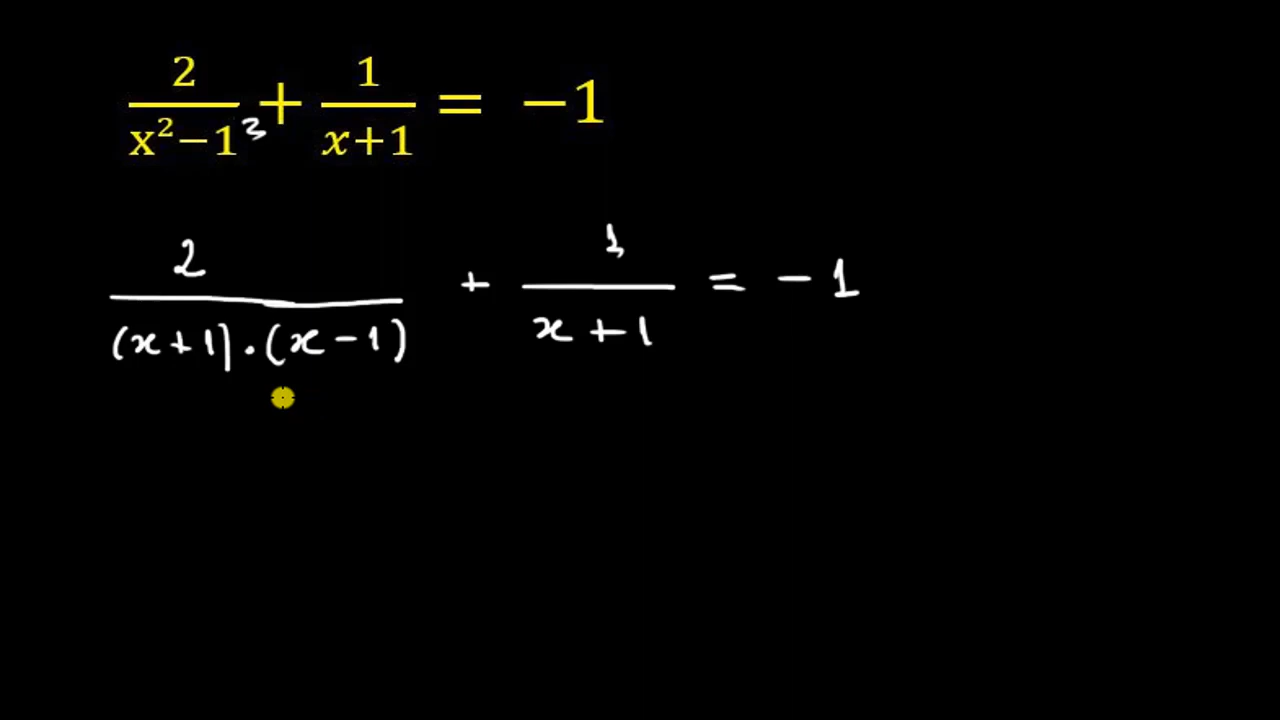 2/(x²−1³) + 1/(x+1) = −1
2/((x+1)·(x−1)) + 1/(x+1) = −1